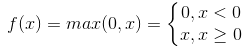 f(x) = max(0, x) = { 0, x < 0
x, x ≥ 0